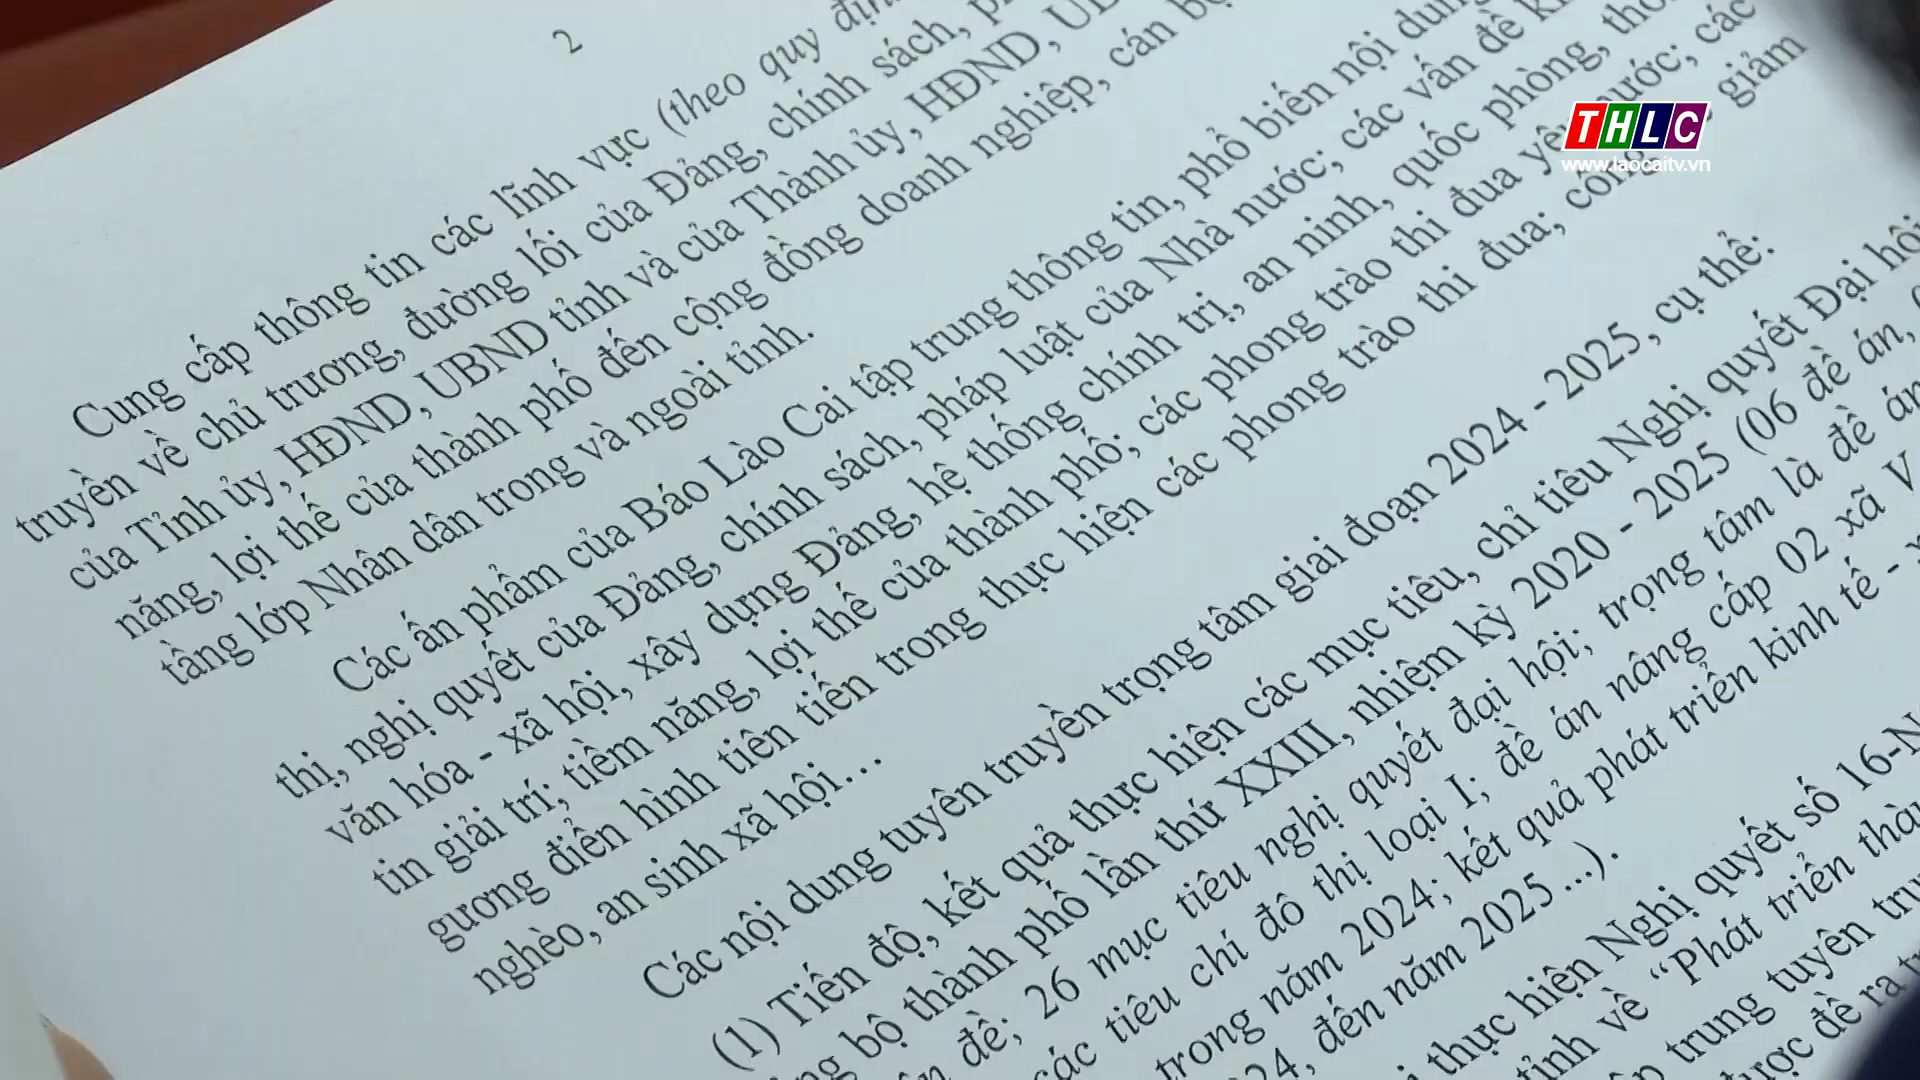 2
THLC
www.laocaitv.vn
Cung cấp thông tin các lĩnh vực (theo quy định
truyền về chủ trương, đường lối của Đảng, chính sách,
của Tỉnh ủy, HĐND, UBND tỉnh và của Thành ủy, HĐND,
năng, lợi thế của thành phố đến cộng đồng doanh nghiệp, cán
tầng lớp Nhân dân trong và ngoài tỉnh.
Các ấn phẩm của Báo Lào Cai tập trung thông tin, phổ biến nội dung
thị, nghị quyết của Đảng, chính sách, pháp luật của Nhà nước; các vấn đề
văn hóa - xã hội, xây dựng Đảng, hệ thống chính trị, an ninh, quốc phòng,
tin giải trí; tiềm năng, lợi thế của thành phố; các phong trào thi đua yêu nước; các
gương điển hình tiên tiến trong thực hiện các phong trào thi đua; công giảm
nghèo, an sinh xã hội…
Các nội dung tuyên truyền trọng tâm giai đoạn 2024 - 2025, cụ thể:
(1) Tiến độ, kết quả thực hiện các mục tiêu, chỉ tiêu Nghị quyết Đại hội
bộ thành phố lần thứ XXIII, nhiệm kỳ 2020 - 2025 (06 đề án,
đề; 26 mục tiêu nghị quyết đại hội; trọng tâm là đề án
các tiêu chí đô thị loại I; đề án nâng cấp 02 xã V
trong năm 2024; kết quả phát triển kinh tế -
24, đến năm 2025 ...).
thực hiện Nghị quyết số 16-N
tỉnh về “Phát triển
trung tuyên
được đề ra